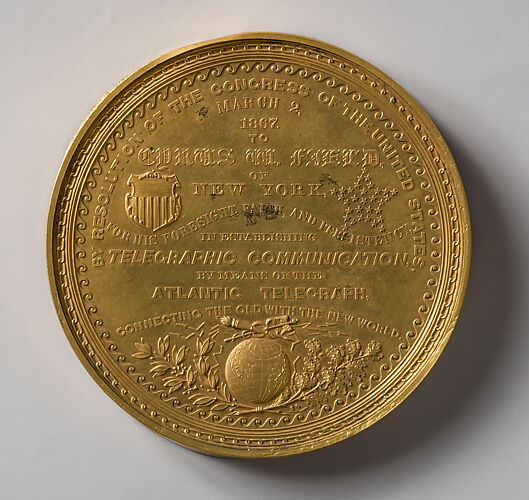 BY RESOLUTION OF THE CONGRESS OF THE UNITED STATES,
MARCH 2,
1867,
TO
CYRUS W. FIELD,
OF
NEW YORK,
FOR HIS FORESIGHT, FAITH AND PERSISTENCY,
IN ESTABLISHING
TELEGRAPHIC COMMUNICATION,
BY MEANS OF THE
ATLANTIC TELEGRAPH,
CONNECTING THE OLD WITH THE NEW WORLD.